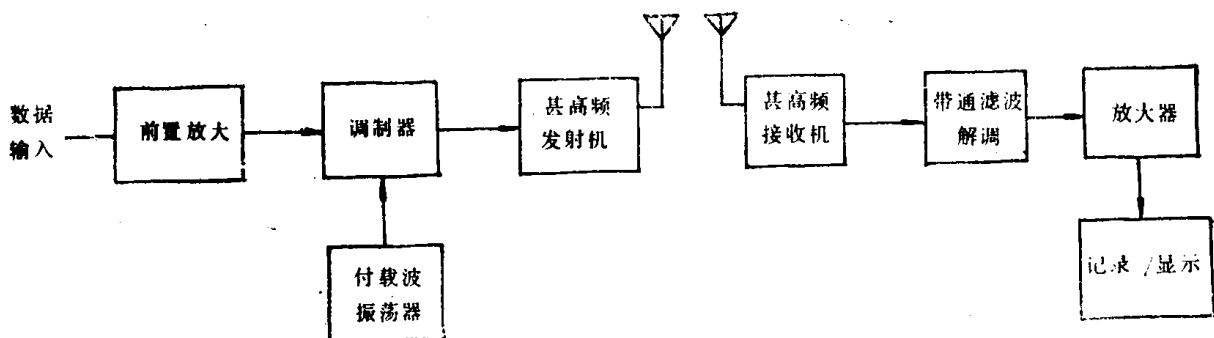 数据
输入
前置放大
调制器
甚高频
发射机
甚高频
接收机
带通滤波
解调
放大器
付载波
振荡器
记录/显示